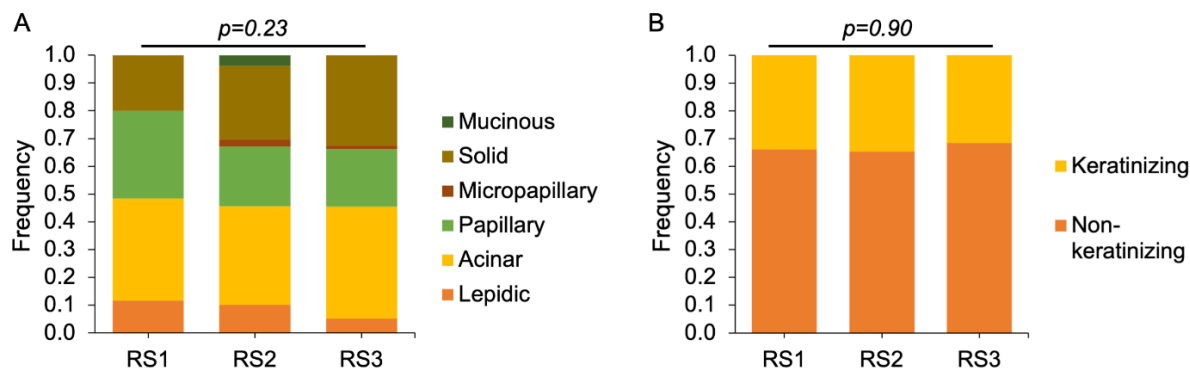 A
p=0.23
Frequency
1.0
0.9
0.8
0.7
0.6
0.5
0.4
0.3
0.2
0.1
0.0
RS1 RS2 RS3
Mucinous
Solid
Micropapillary
Papillary
Acinar
Lepidic
B
p=0.90
Frequency
1.0
0.9
0.8
0.7
0.6
0.5
0.4
0.3
0.2
0.1
0.0
RS1 RS2 RS3
Keratinizing
Non-
keratinizing